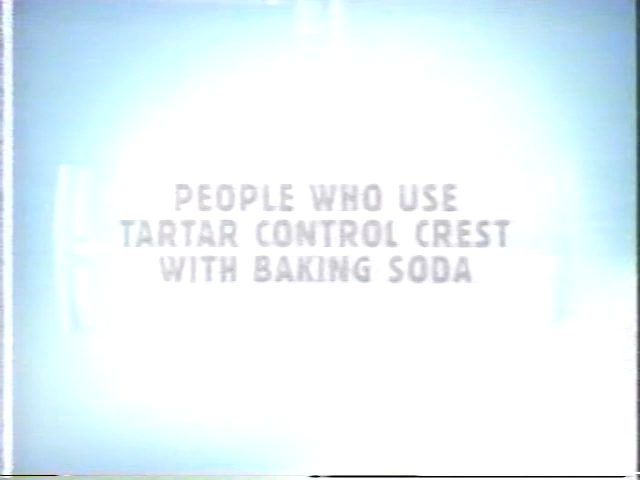 PEOPLE WHO USE
TARTAR CONTROL CREST
WITH BAKING SODA